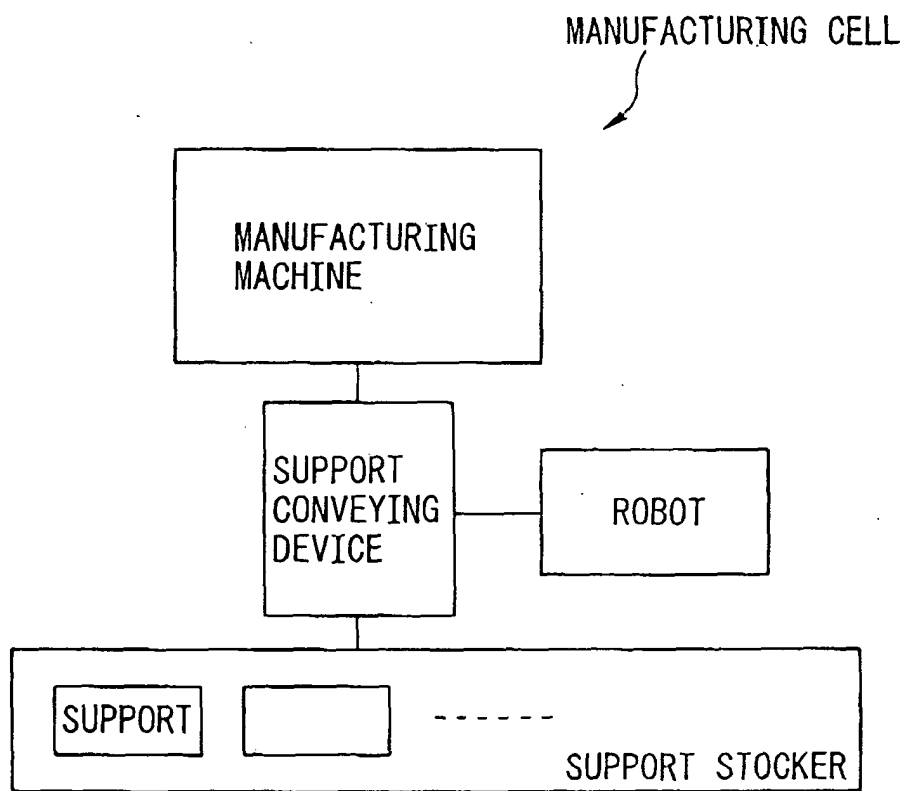 MANUFACTURING CELL
MANUFACTURING
MACHINE
SUPPORT
CONVEYING
DEVICE
ROBOT
SUPPORT
SUPPORT STOCKER